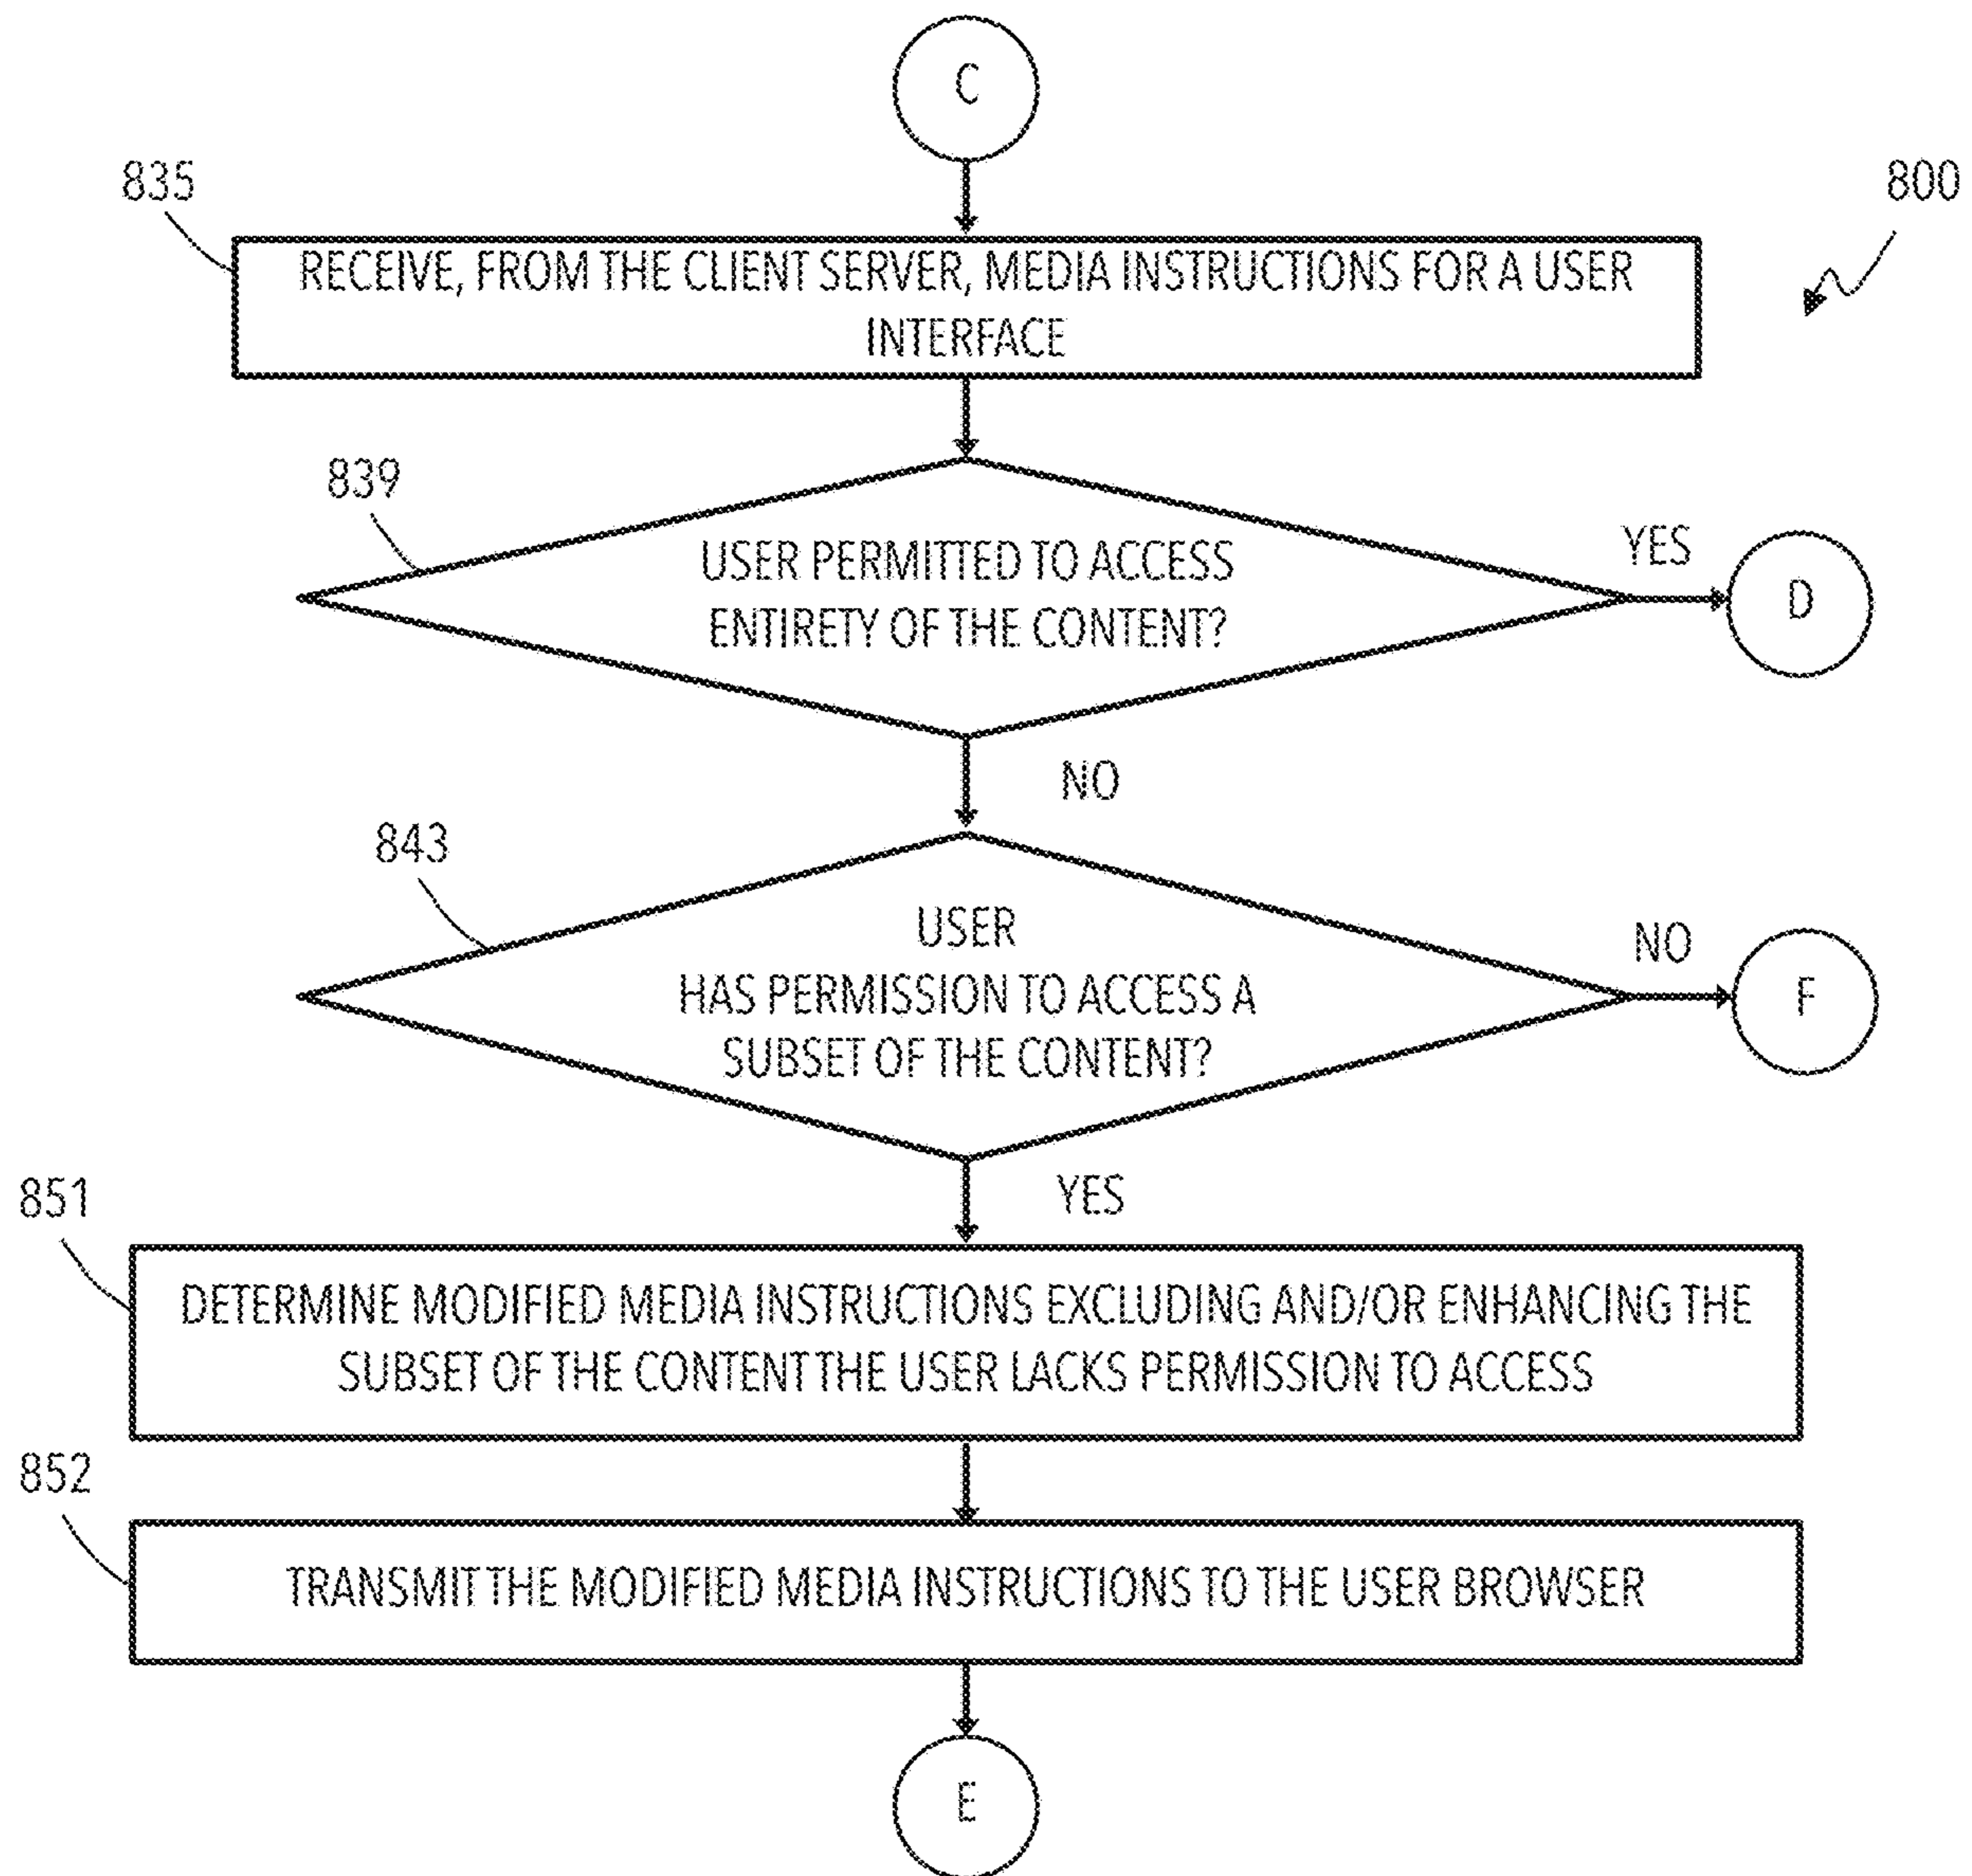 C
835
800
RECEIVE, FROM THE CLIENT SERVER, MEDIA INSTRUCTIONS FOR A USER
INTERFACE
839
YES
USER PERMITTED TO ACCESS
ENTIRETY OF THE CONTENT?
D
NO
843
USER
HAS PERMISSION TO ACCESS A
SUBSET OF THE CONTENT?
NO
F
YES
851
DETERMINE MODIFIED MEDIA INSTRUCTIONS EXCLUDING AND/OR ENHANCING THE
SUBSET OF THE CONTENT THE USER LACKS PERMISSION TO ACCESS
852
TRANSMIT THE MODIFIED MEDIA INSTRUCTIONS TO THE USER BROWSER
E